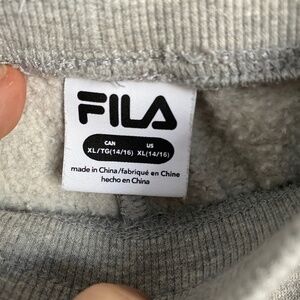 FILA
CAN US
XL/TG(14/16) XL(14/16)
made in China/fabriqué en Chine
hecho en China